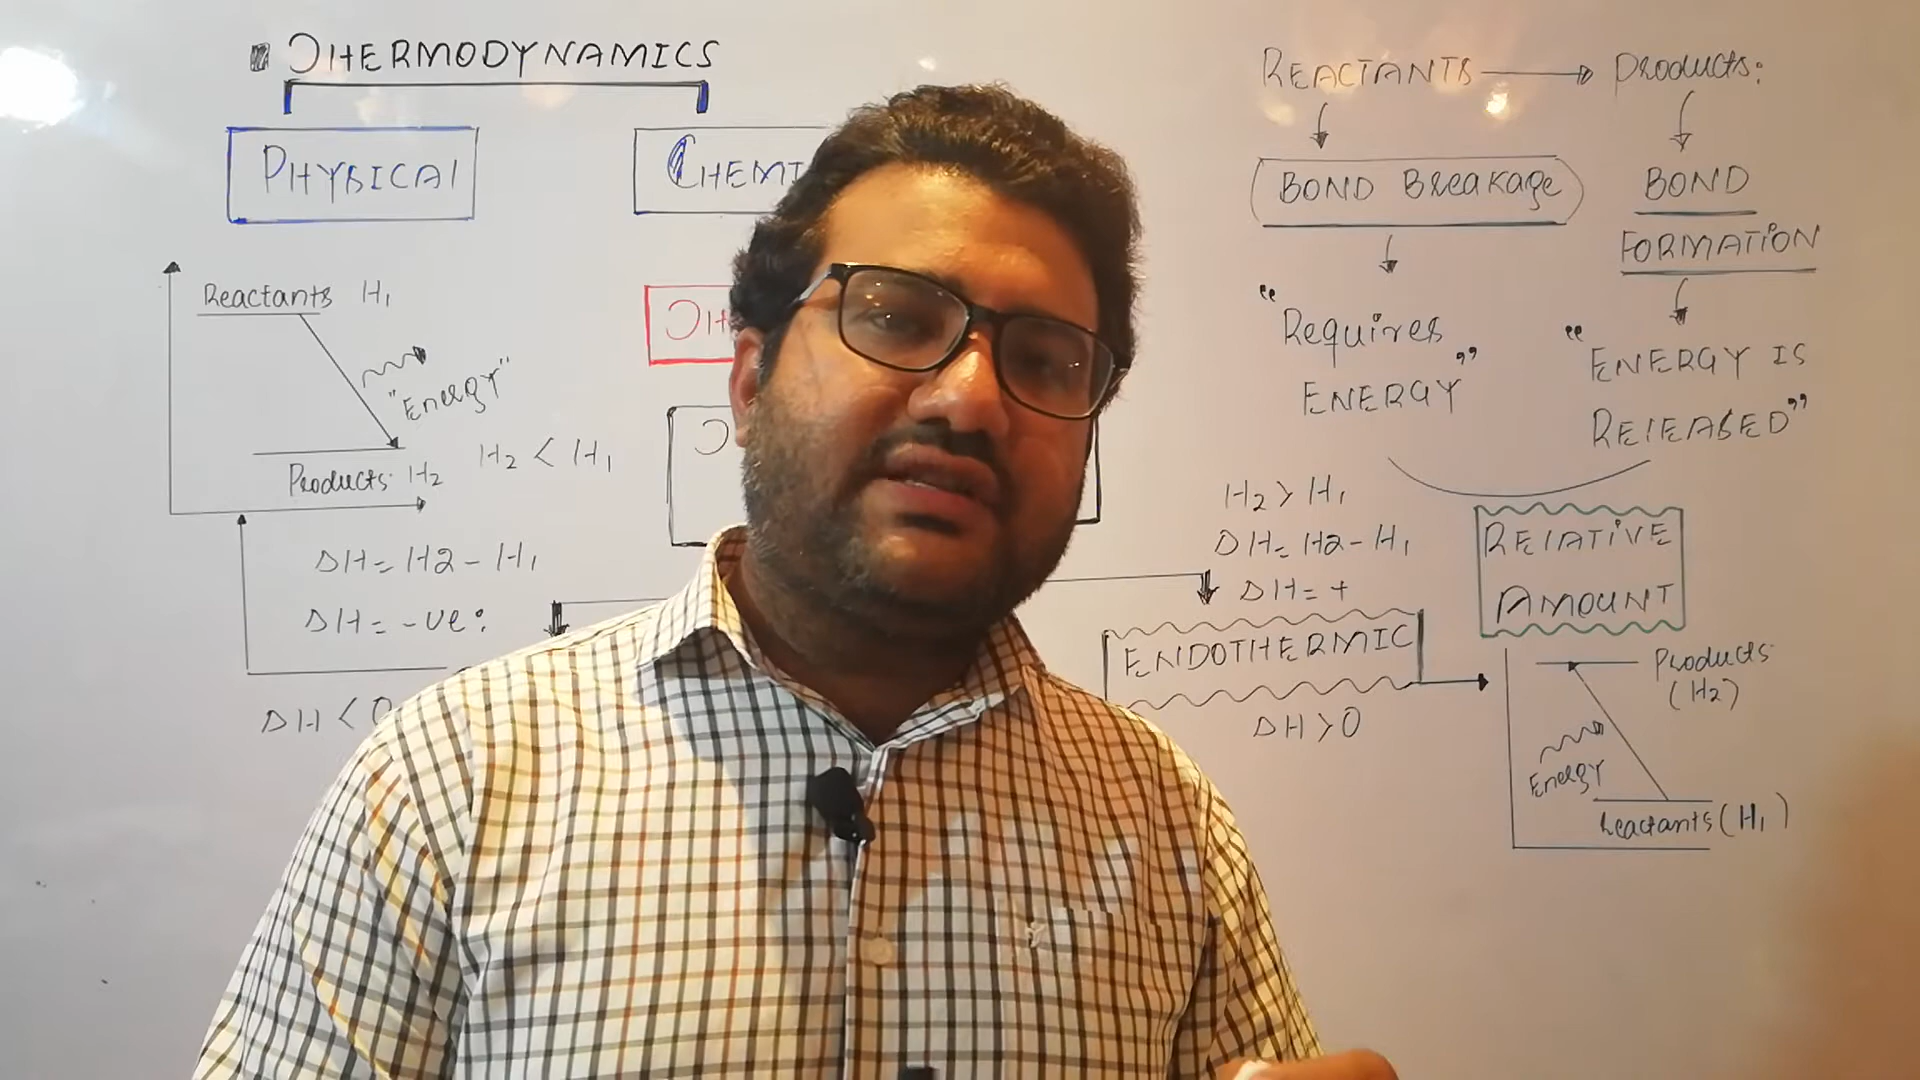 THERMODYNAMICS
PHYSICAL
CHEMI
Reactants H₁
"Energy"
Products H₂
H₂ < H₁
ΔH = H2 - H₁
ΔH = -ve:
ΔH < 0
REACTANTS → Products:
BOND BREAKAGE
BOND
FORMATION
"Requires
ENERGY"
"ENERGY IS
RELEASED"
H₂ > H₁
ΔH = H2 - H₁
ΔH = +
ENDOTHERMIC
ΔH > 0
RELATIVE
AMOUNT
Products
(H₂)
Energy
Reactants (H₁)